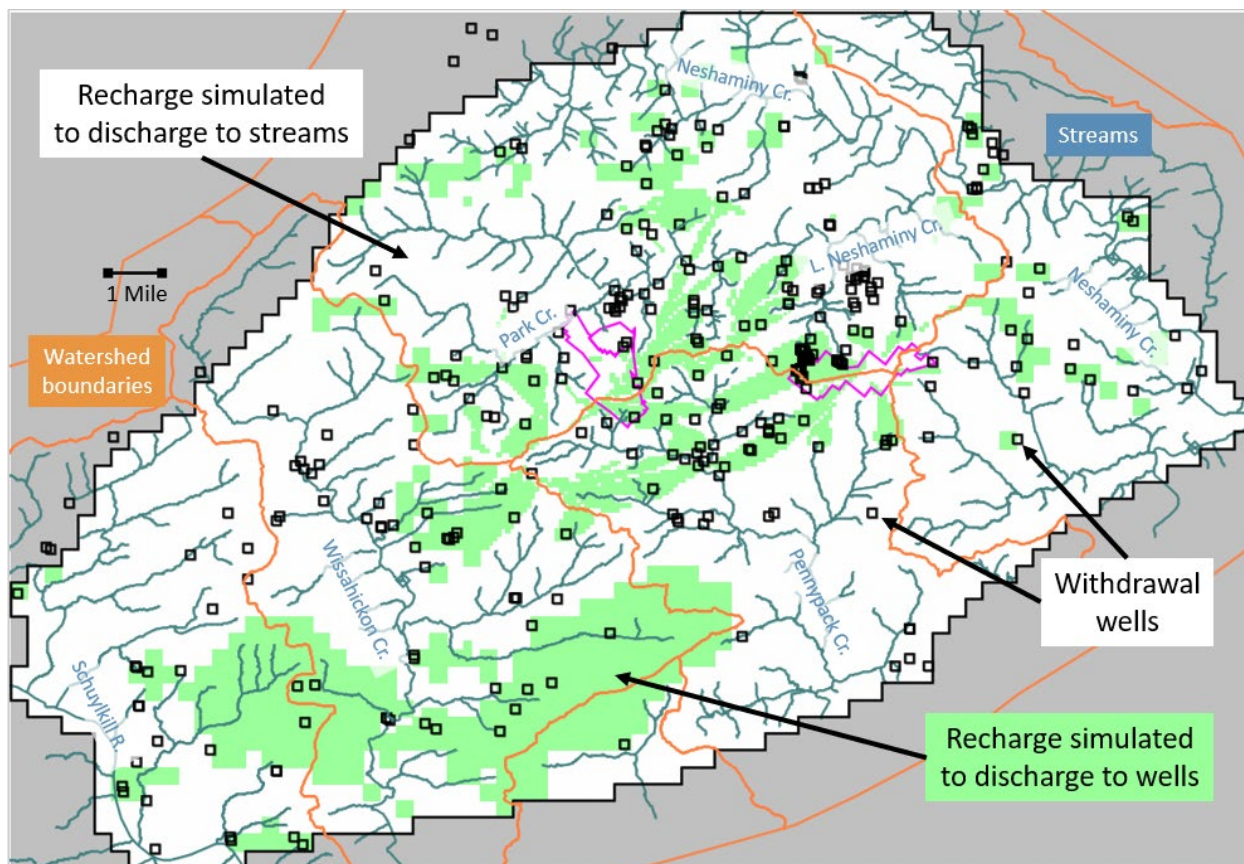 Neshaminy Cr.
Recharge simulated
to discharge to streams
Streams
L. Neshaminy Cr.
Neshaminy Cr.
1 Mile
Park Cr.
Watershed
boundaries
Wissahickon Cr.
Pennypack Cr.
Withdrawal
wells
Schuylkill R.
Recharge simulated
to discharge to wells